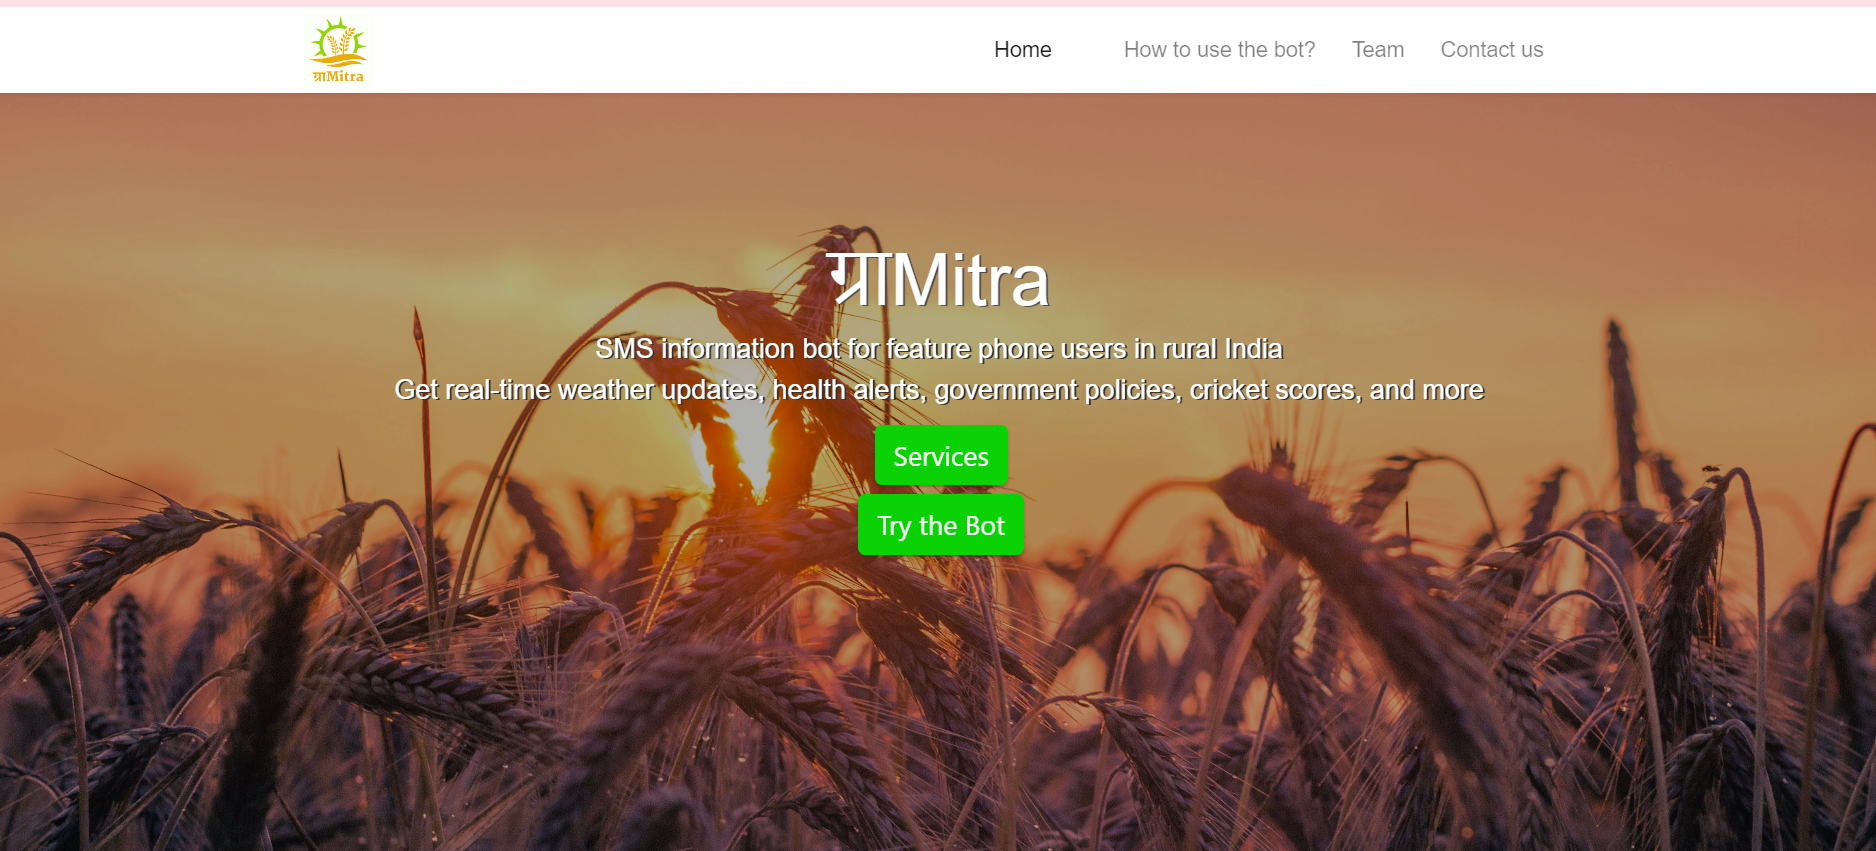 ग्राMitra
Home How to use the bot? Team Contact us
ग्राMitra
SMS information bot for feature phone users in rural India
Get real-time weather updates, health alerts, government policies, cricket scores, and more
Services
Try the Bot